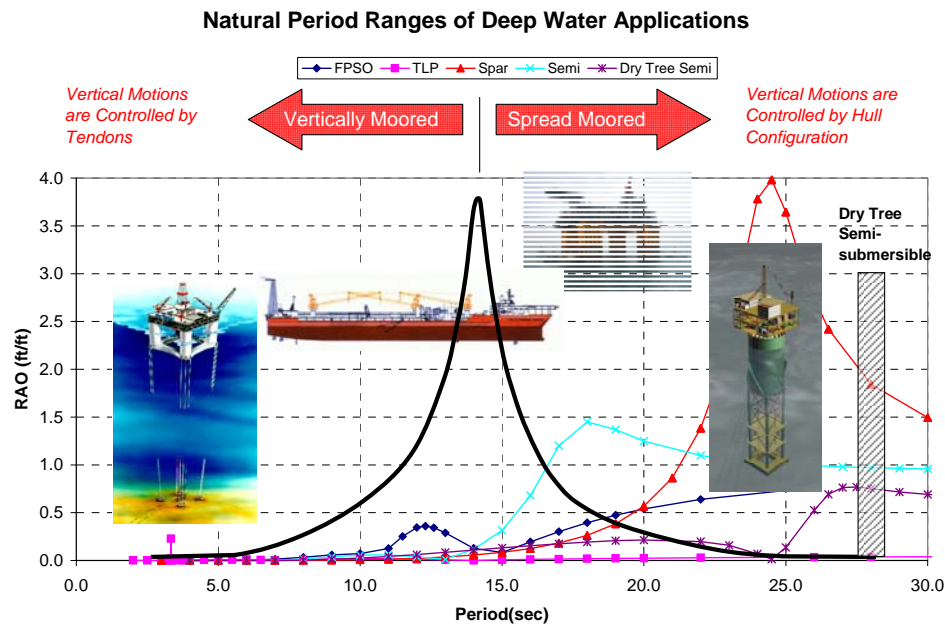 Natural Period Ranges of Deep Water Applications
FPSO TLP Spar Semi Dry Tree Semi
Vertical Motions
are Controlled by
Tendons
Vertically Moored
Spread Moored
Vertical Motions are
Controlled by Hull
Configuration
4.0
3.5
3.0
2.5
2.0
1.5
1.0
0.5
0.0
RAO (ft/ft)
Dry Tree
Semi-
submersible
0.0 5.0 10.0 15.0 20.0 25.0 30.0
Period(sec)